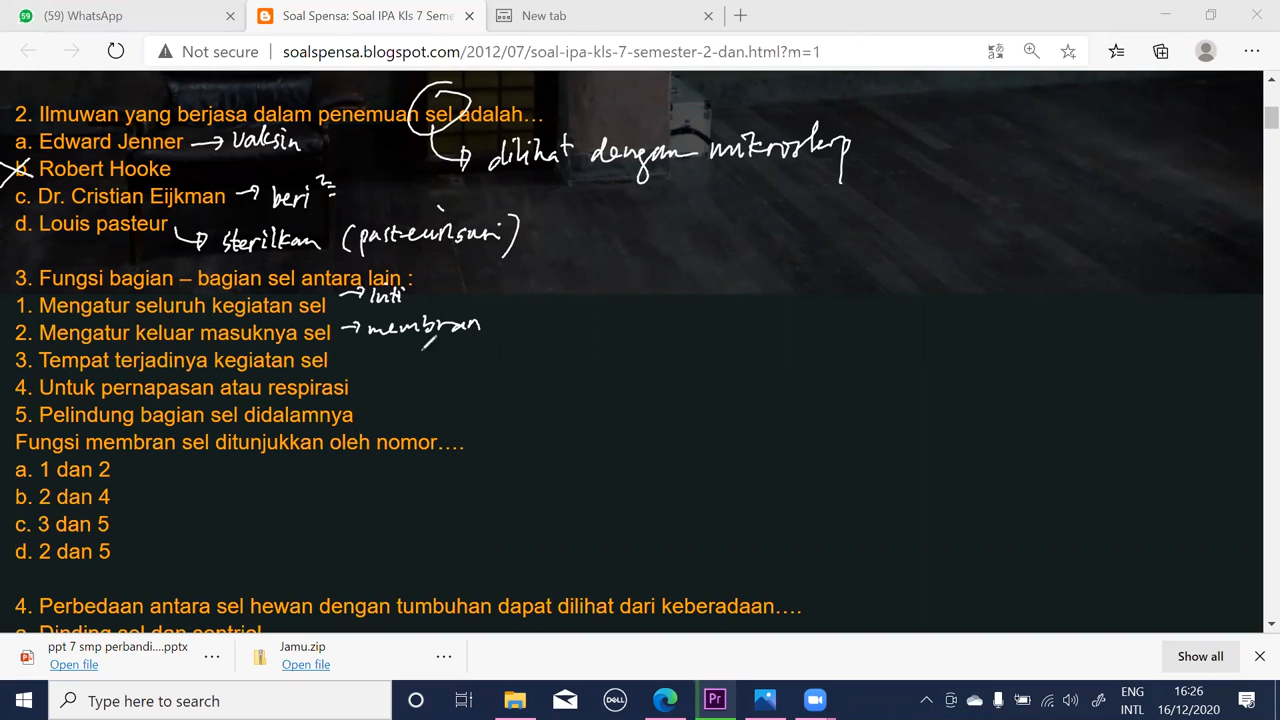 (59) WhatsApp
Soal Spensa: Soal IPA Kls 7 Seme
New tab
Not secure
soalspensa.blogspot.com/2012/07/soal-ipa-kls-7-semester-2-dan.html?m=1
2. Ilmuwan yang berjasa dalam penemuan sel adalah…
a. Edward Jenner → vaksin
dilihat dengan mikroskop
b. Robert Hooke
c. Dr. Cristian Eijkman → beri²
d. Louis pasteur
sterilkan (pasteurisasi)
3. Fungsi bagian – bagian sel antara lain :
1. Mengatur seluruh kegiatan sel → Inti
2. Mengatur keluar masuknya sel → membran
3. Tempat terjadinya kegiatan sel
4. Untuk pernapasan atau respirasi
5. Pelindung bagian sel didalamnya
Fungsi membran sel ditunjukkan oleh nomor….
a. 1 dan 2
b. 2 dan 4
c. 3 dan 5
d. 2 dan 5
4. Perbedaan antara sel hewan dengan tumbuhan dapat dilihat dari keberadaan….
a. Dinding sel dan sentriol
ppt 7 smp perbandi....pptx
Open file
Jamu.zip
Open file
Show all
Type here to search
DELL
Pr
ENG
INTL
16:26
16/12/2020